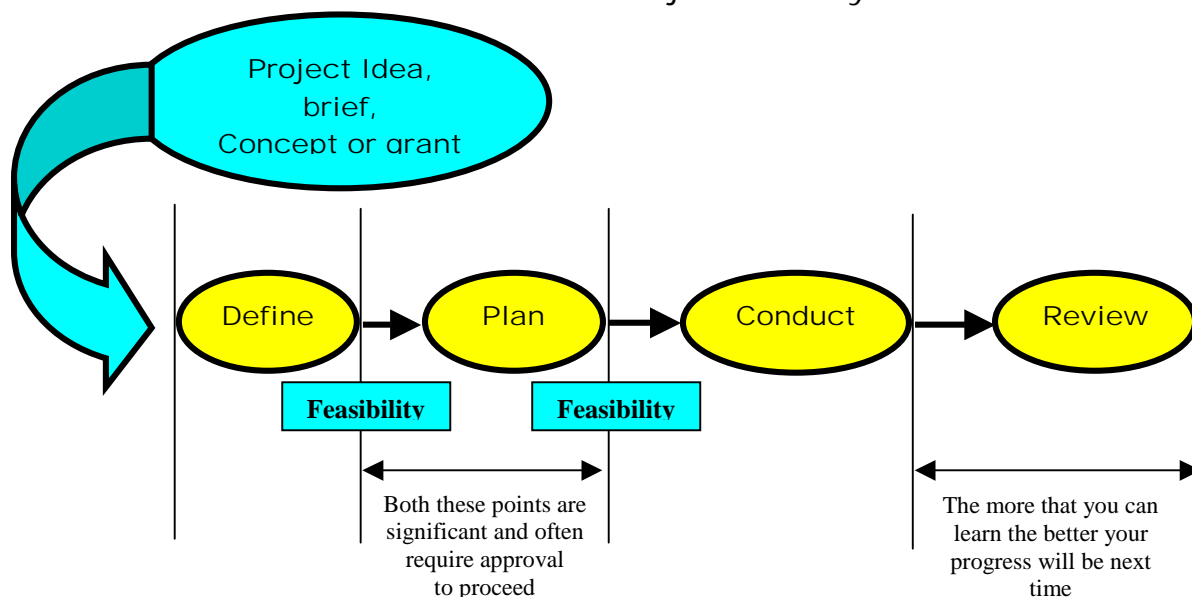 Project Idea,
brief,
Concept or grant
Define
Plan
Conduct
Review
Feasibility
Feasibility
Both these points are
significant and often
require approval
to proceed
The more that you can
learn the better your
progress will be next
time